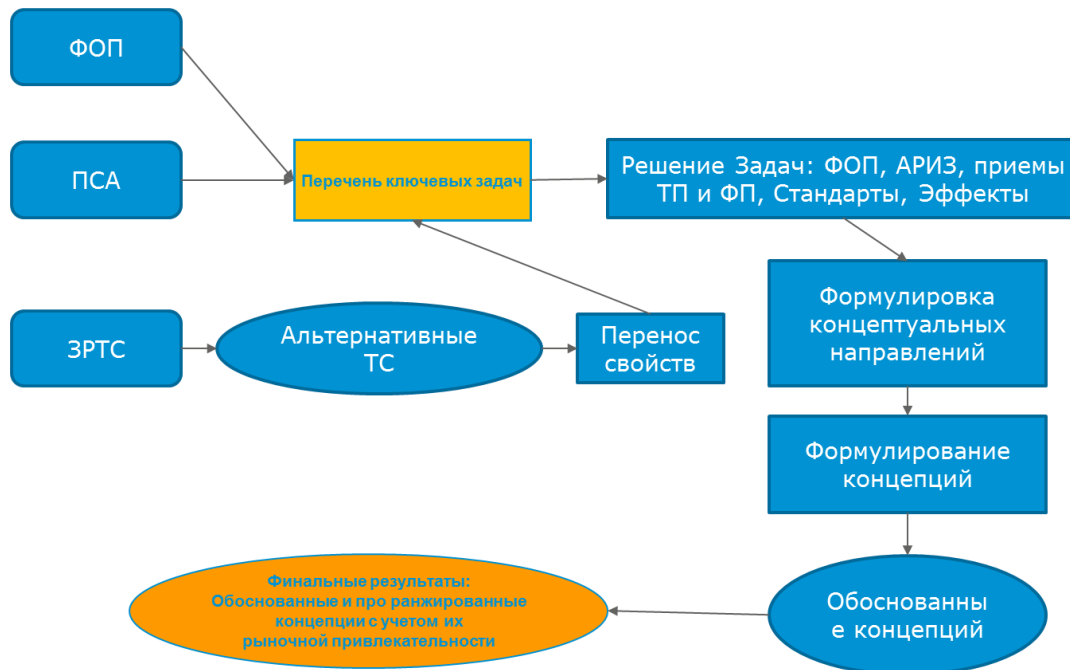 ФОП
ПСА
Перечень ключевых задач
Решение Задач: ФОП, АРИЗ, приемы
ТП и ФП, Стандарты, Эффекты
ЗРТС
Альтернативные
ТС
Перенос
свойств
Формулировка
концептуальных
направлений
Формулирование
концепций
Обоснованны
е концепций
Финальные результаты:
Обоснованные и про ранжированные
концепции с учетом их
рыночной привлекательности